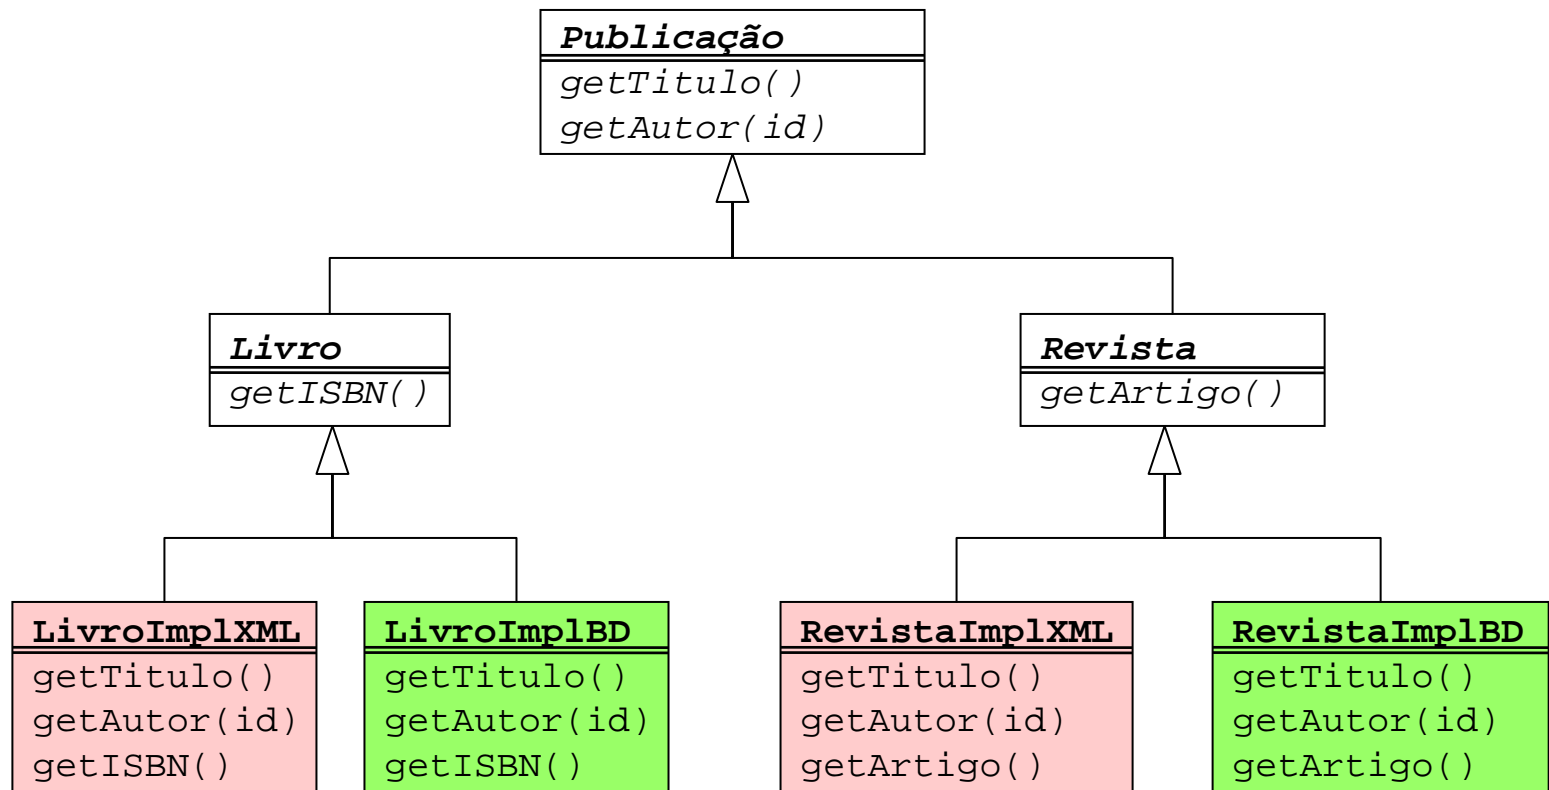 Publicação
getTitulo()
getAutor(id)
Livro
getISBN()
Revista
getArtigo()
LivroImplXML
getTitulo()
getAutor(id)
getISBN()
LivroImplBD
getTitulo()
getAutor(id)
getISBN()
RevistaImplXML
getTitulo()
getAutor(id)
getArtigo()
RevistaImplBD
getTitulo()
getAutor(id)
getArtigo()